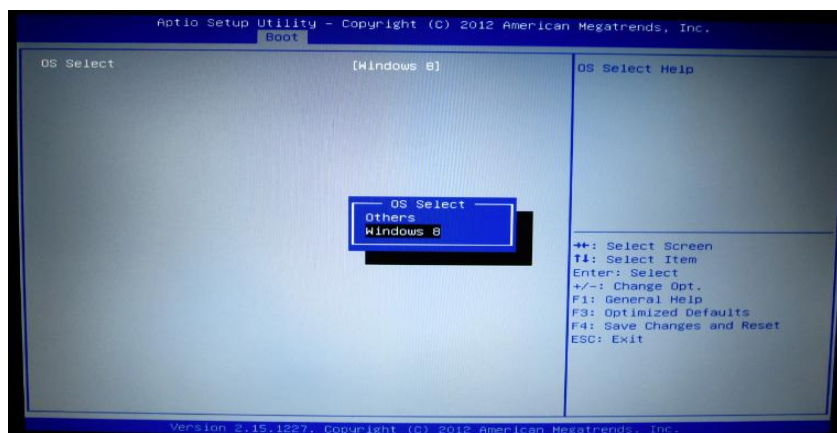 Aptio Setup Utility - Copyright (C) 2012 American Megatrends, Inc.
Boot
OS Select [Windows 8]
OS Select Help
OS Select
Others
Windows 8
→←: Select Screen
↑↓: Select Item
Enter: Select
+/-: Change Opt.
F1: General Help
F3: Optimized Defaults
F4: Save Changes and Reset
ESC: Exit
Version 2.15.1227. Copyright (C) 2012 American Megatrends, Inc.